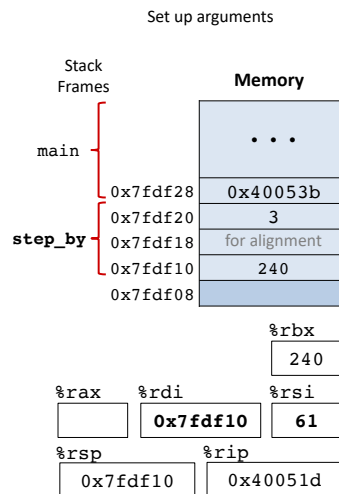 Set up arguments
Stack
Frames
Memory
main
• • •
0x7fdf28 0x40053b
0x7fdf20 3
step_by 0x7fdf18 for alignment
0x7fdf10 240
0x7fdf08
%rbx
240
%rax %rdi %rsi
0x7fdf10 61
%rsp %rip
0x7fdf10 0x40051d